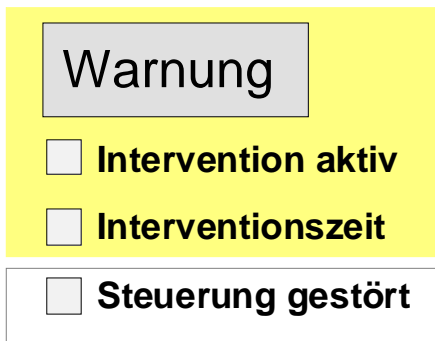 Warnung
Intervention aktiv
Interventionszeit
Steuerung gestört